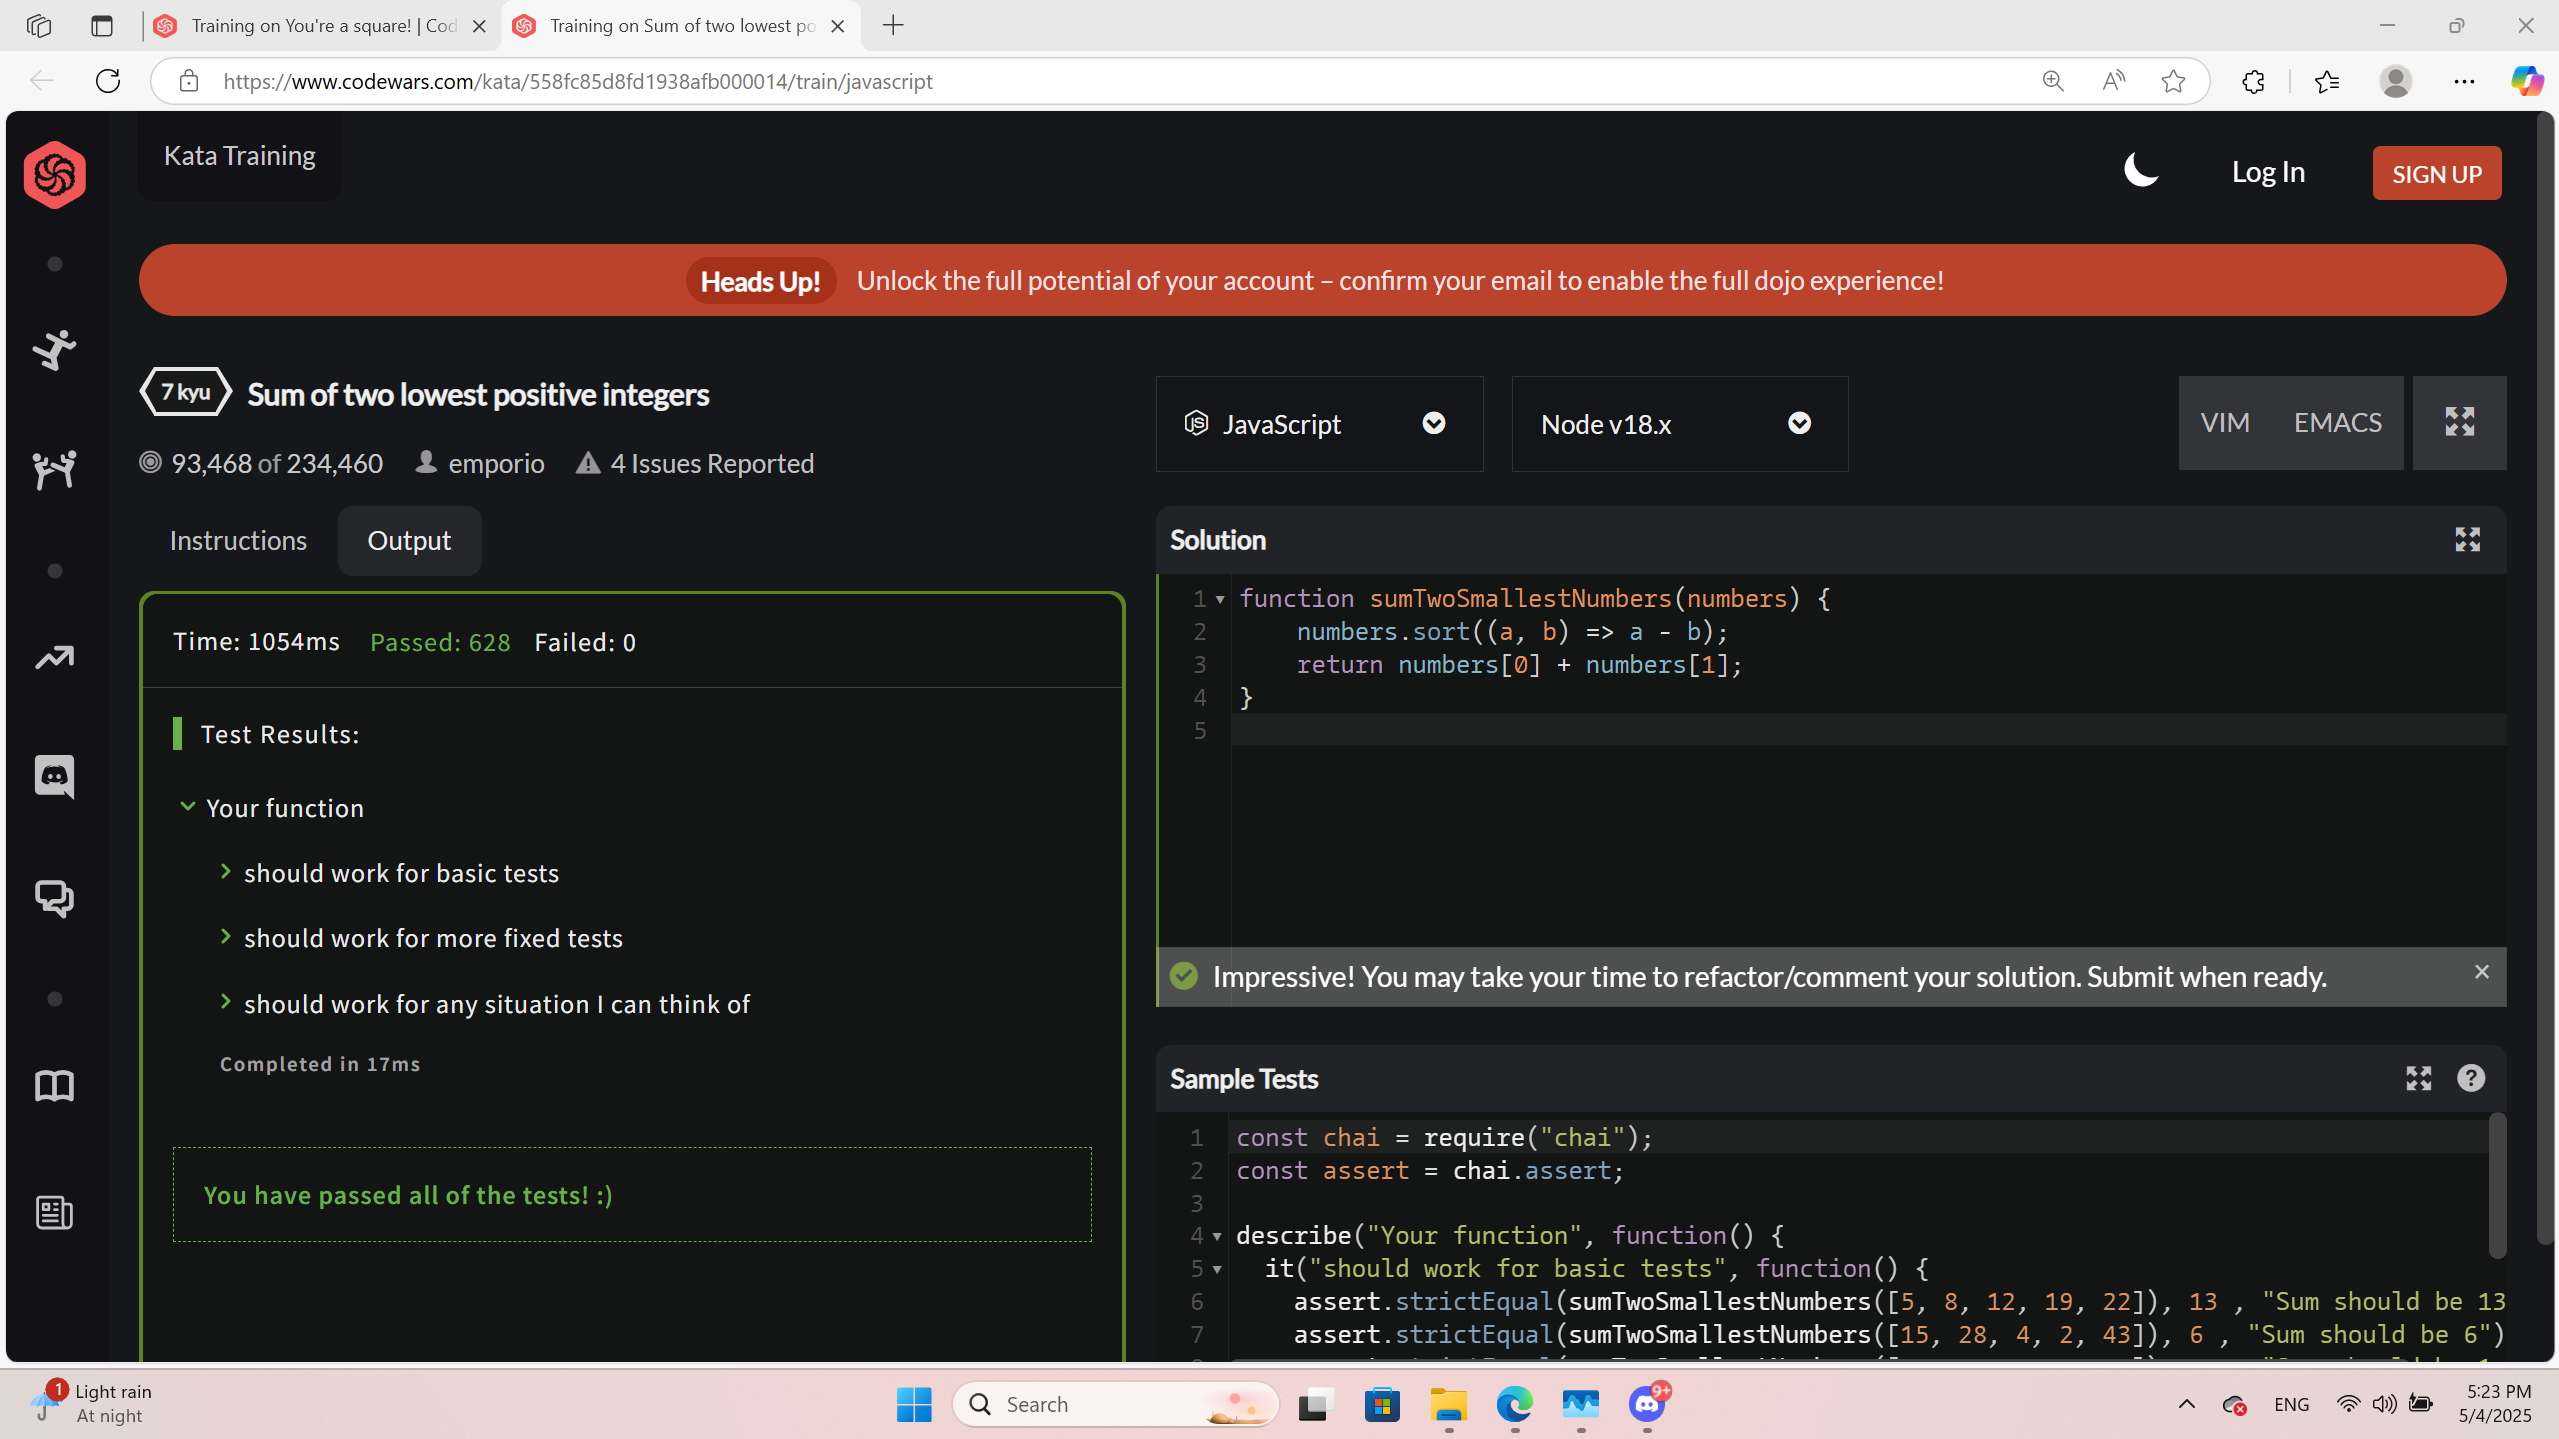 Training on You're a square! | Cod
Training on Sum of two lowest po
https://www.codewars.com/kata/558fc85d8fd1938afb000014/train/javascript
Kata Training
Log In
SIGN UP
Heads Up! Unlock the full potential of your account – confirm your email to enable the full dojo experience!
7 kyu Sum of two lowest positive integers
93,468 of 234,460 emporio 4 Issues Reported
JavaScript
Node v18.x
VIM EMACS
Instructions Output
Time: 1054ms Passed: 628 Failed: 0
Test Results:
Your function
should work for basic tests
should work for more fixed tests
should work for any situation I can think of
Completed in 17ms
You have passed all of the tests! :)
Solution
1 function sumTwoSmallestNumbers(numbers) {
2 numbers.sort((a, b) => a - b);
3 return numbers[0] + numbers[1];
4 }
5
Impressive! You may take your time to refactor/comment your solution. Submit when ready.
Sample Tests
1 const chai = require("chai");
2 const assert = chai.assert;
3
4 describe("Your function", function() {
5 it("should work for basic tests", function() {
6 assert.strictEqual(sumTwoSmallestNumbers([5, 8, 12, 19, 22]), 13 , "Sum should be 13
7 assert.strictEqual(sumTwoSmallestNumbers([15, 28, 4, 2, 43]), 6 , "Sum should be 6")
1
Light rain
At night
Search
9+
ENG
5:23 PM
5/4/2025